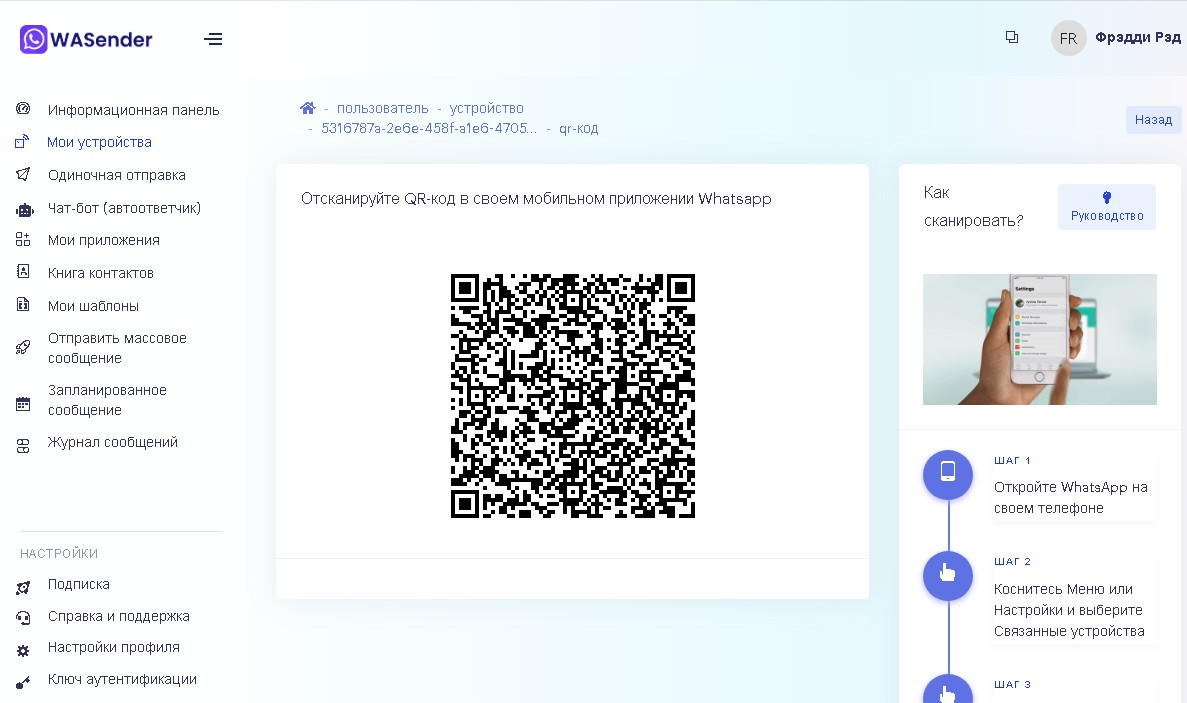 WASender
FR
Фрэдди Рэд
Информационная панель
Мои устройства
Одиночная отправка
Чат-бот (автоответчик)
Мои приложения
Книга контактов
Мои шаблоны
Отправить массовое
сообщение
Запланированное
сообщение
Журнал сообщений
НАСТРОЙКИ
Подписка
Справка и поддержка
Настройки профиля
Ключ аутентификации
- пользователь - устройство
- 5316787a-2e6e-458f-a1e6-4705... - qr-код
Назад
Отсканируйте QR-код в своем мобильном приложении Whatsapp
Как
сканировать?
Руководство
Settings
ШАГ 1
Откройте WhatsApp на
своем телефоне
ШАГ 2
Коснитесь Меню или
Настройки и выберите
Связанные устройства
ШАГ 3